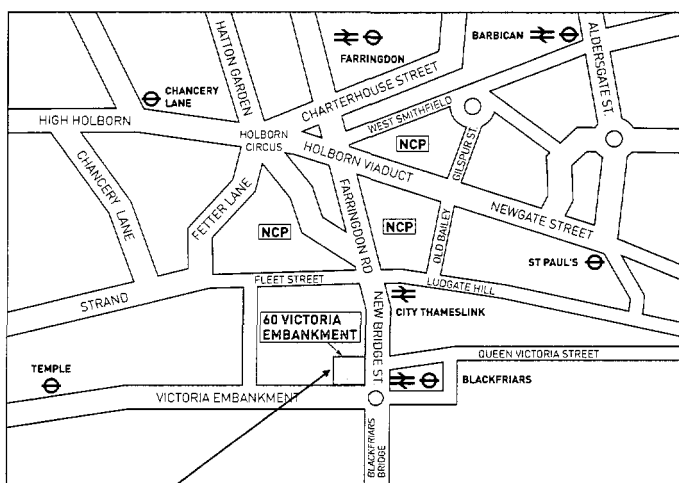 HATTON GARDEN
FARRINGDON
BARBICAN
ALDERSGATE ST.
CHANCERY
LANE
CHARTERHOUSE STREET
WEST SMITHFIELD
HIGH HOLBORN
HOLBORN
CIRCUS
HOLBORN VIADUCT
NCP
GILSPUR ST.
CHANCERY LANE
FETTER LANE
NCP
FARRINGDON RD
NCP
OLD BAILEY
NEWGATE STREET
ST PAUL'S
FLEET STREET
LUDGATE HILL
STRAND
NEW BRIDGE ST.
CITY THAMESLINK
60 VICTORIA
EMBANKMENT
QUEEN VICTORIA STREET
TEMPLE
BLACKFRIARS
VICTORIA EMBANKMENT
BLACKFRIARS
BRIDGE